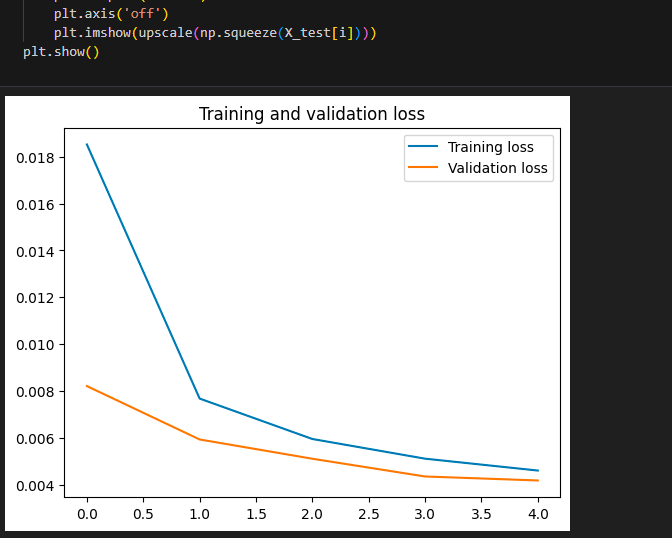 plt.axis('off')
plt.imshow(upscale(np.squeeze(X_test[i])))
plt.show()
Training and validation loss
Training loss
Validation loss
0.018
0.016
0.014
0.012
0.010
0.008
0.006
0.004
0.0 0.5 1.0 1.5 2.0 2.5 3.0 3.5 4.0